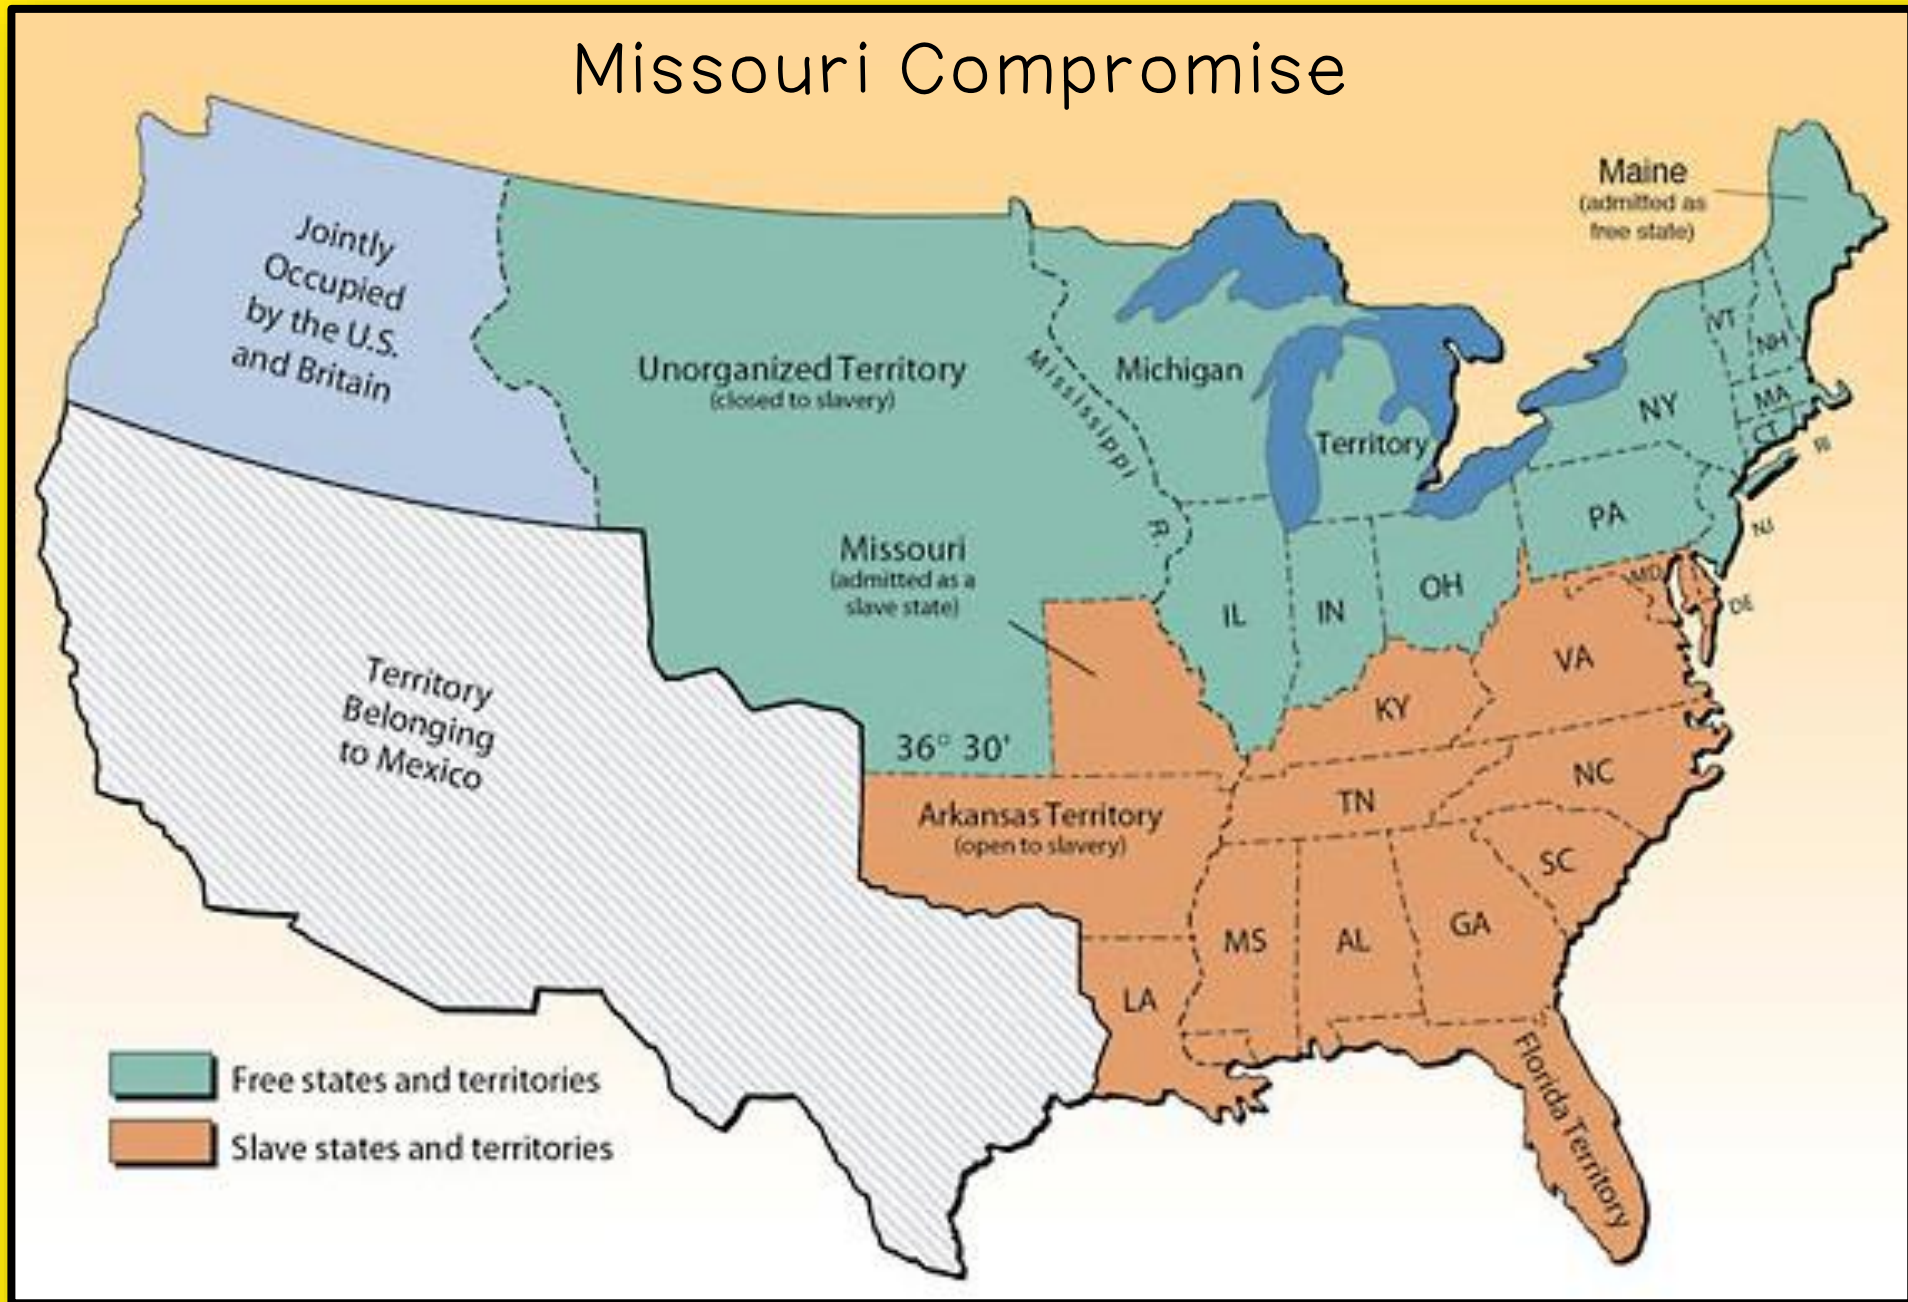 Missouri Compromise
Maine
(admitted as
free state)
Jointly
Occupied
by the U.S.
and Britain
Unorganized Territory
(closed to slavery)
Mississippi R.
Michigan
Territory
VT
NH
MA
CT
RI
NY
PA
NJ
Missouri
(admitted as a
slave state)
IL
IN
OH
MD
DE
VA
KY
Territory
Belonging
to Mexico
36° 30'
Arkansas Territory
(open to slavery)
TN
NC
SC
MS
AL
GA
LA
Florida Territory
Free states and territories
Slave states and territories